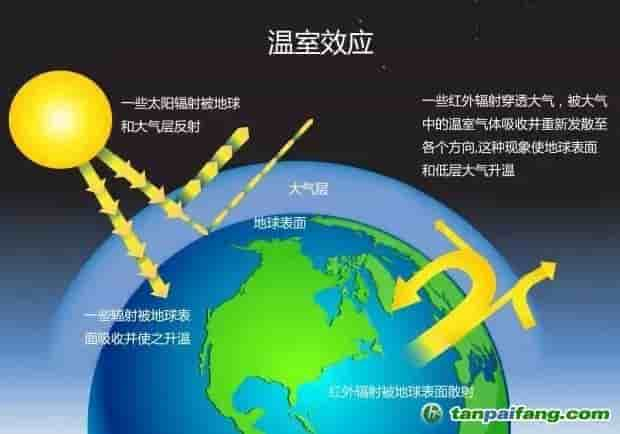 温室效应
一些太阳辐射被地球
和大气层反射
一些红外辐射穿透大气，被大气
中的温室气体吸收并重新发散至
各个方向,这种现象使地球表面
和低层大气升温
大气层
地球表面
一些辐射被地球表
面吸收并使之升温
红外辐射被地球表面散射
tanpaifang.com